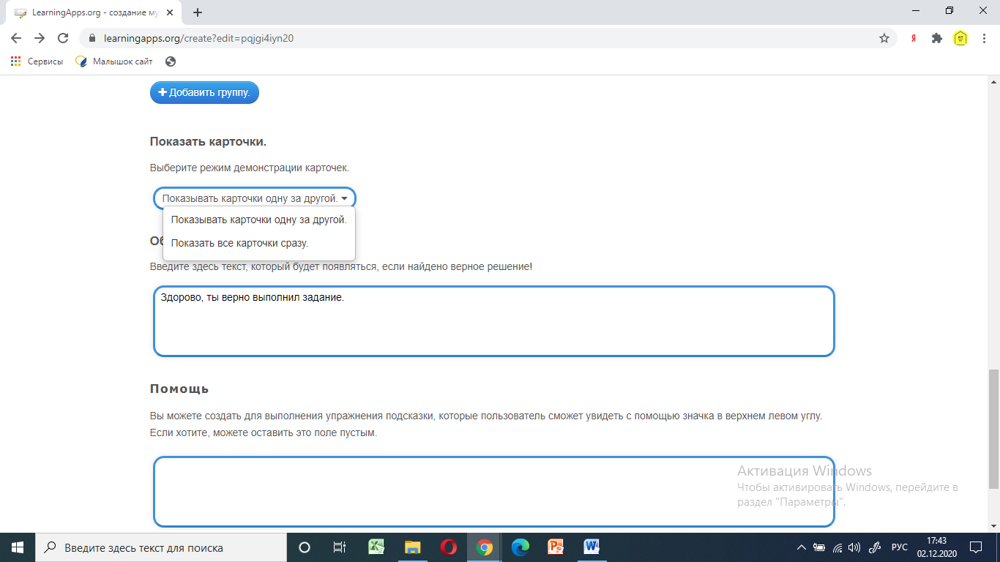 LearningApps.org - создание му
learningapps.org/create?edit=pqjgi4iyn20
Я
Сервисы
Малышок сайт
Добавить группу.
Показать карточки.
Выберите режим демонстрации карточек.
Показывать карточки одну за другой.
Показывать карточки одну за другой.
Показать все карточки сразу.
Введите здесь текст, который будет появляться, если найдено верное решение!
Здорово, ты верно выполнил задание.
Помощь
Вы можете создать для выполнения упражнения подсказки, которые пользователь сможет увидеть с помощью значка в верхнем левом углу.
Если хотите, можете оставить это поле пустым.
Активация Windows
Чтобы активировать Windows, перейдите в
раздел "Параметры".
Введите здесь текст для поиска
РУС
17:43
02.12.2020